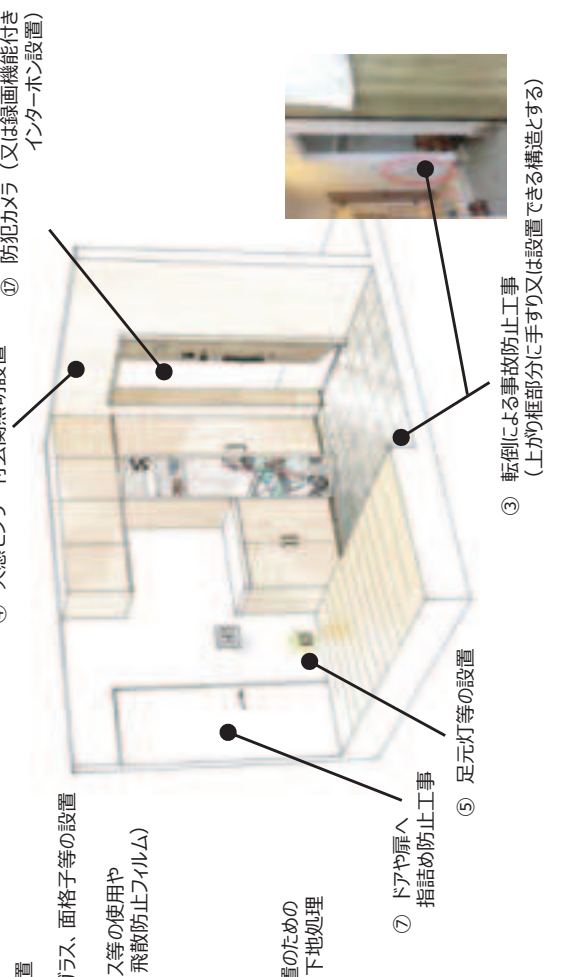 ⑰ 防犯カメラ（又は録画機能付き
インターホン設置）
③ 転倒による事故防止工事
（上がり框部分に手すり又は設置できる構造とする）
⑤ 足元灯等の設置
⑦ ドアや扉へ
指詰め防止工事
置
ガラス、面格子等の設置
ス等の使用や
飛散防止フィルム）
置のための
下地処理